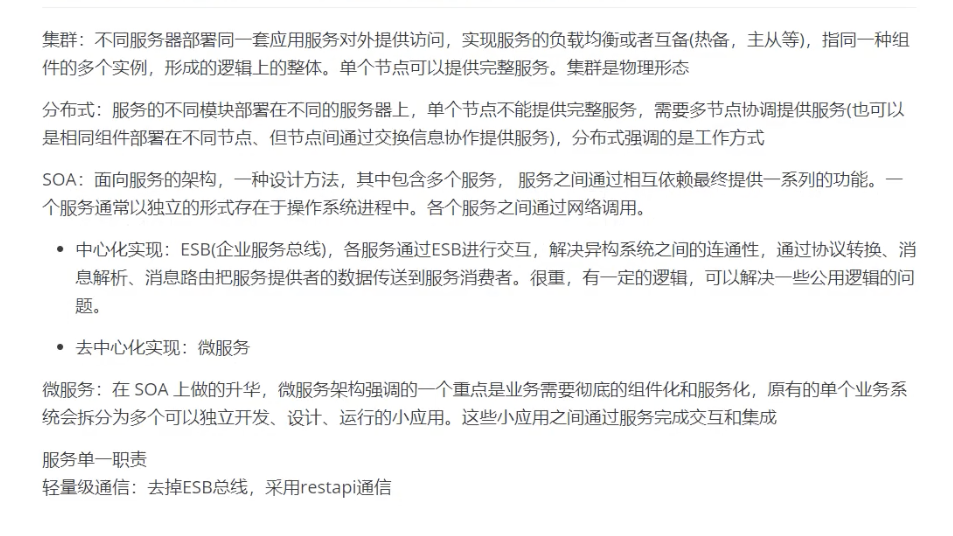 集群：不同服务器部署同一套应用服务对外提供访问，实现服务的负载均衡或者互备(热备，主从等)，指同一种组
件的多个实例，形成的逻辑上的整体。单个节点可以提供完整服务。集群是物理形态
分布式：服务的不同模块部署在不同的服务器上，单个节点不能提供完整服务，需要多节点协调提供服务(也可以
是相同组件部署在不同节点、但节点间通过交换信息协作提供服务)，分布式强调的是工作方式
SOA：面向服务的架构，一种设计方法，其中包含多个服务， 服务之间通过相互依赖最终提供一系列的功能。一
个服务通常以独立的形式存在于操作系统进程中。各个服务之间通过网络调用。
• 中心化实现：ESB(企业服务总线)，各服务通过ESB进行交互，解决异构系统之间的连通性，通过协议转换、消
息解析、消息路由把服务提供者的数据传送到服务消费者。很重，有一定的逻辑，可以解决一些公用逻辑的问
题。
• 去中心化实现：微服务
微服务：在 SOA 上做的升华，微服务架构强调的一个重点是业务需要彻底的组件化和服务化，原有的单个业务系
统会拆分为多个可以独立开发、设计、运行的小应用。这些小应用之间通过服务完成交互和集成
服务单一职责
轻量级通信：去掉ESB总线，采用restapi通信